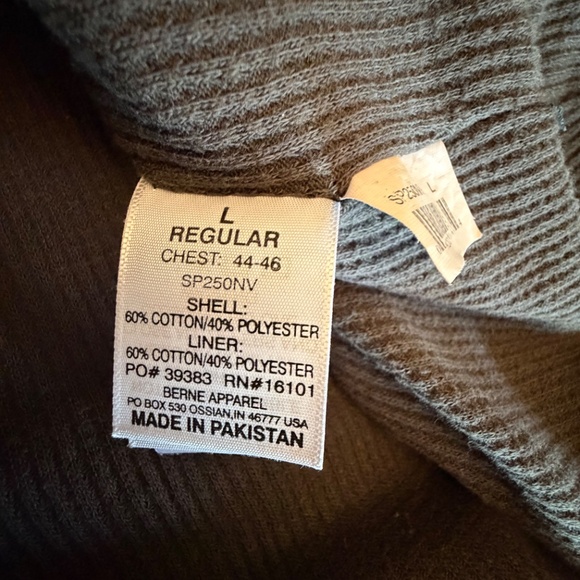 L
REGULAR
CHEST: 44-46
SP250NV
SHELL:
60% COTTON/40% POLYESTER
LINER:
60% COTTON/40% POLYESTER
PO# 39383 RN#16101
BERNE APPAREL
PO BOX 530 OSSIAN,IN 46777 USA
MADE IN PAKISTAN
SP250NV L